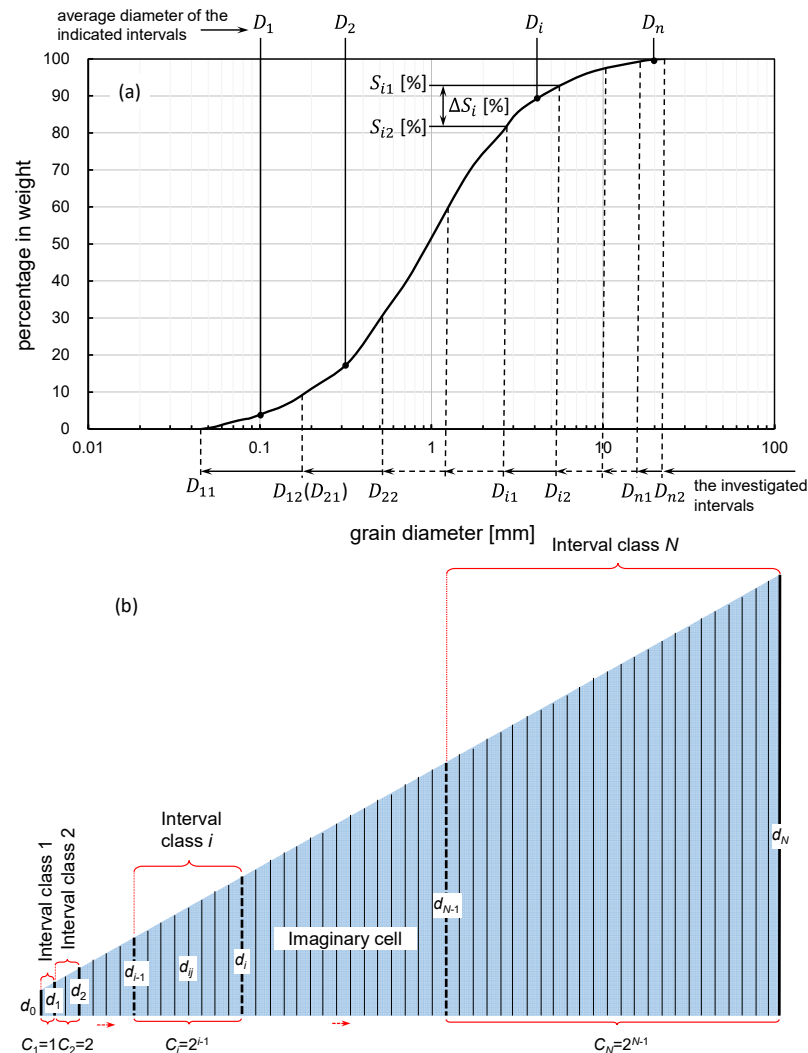 average diameter of the
indicated intervals
D₁ D₂ Dᵢ Dₙ
(a)
100
90
80
70
60
50
40
30
20
10
0
percentage in weight
Sᵢ₁ [%]
ΔSᵢ [%]
Sᵢ₂ [%]
0.01 0.1 1 10 100
D₁₁ D₁₂(D₂₁) D₂₂ Dᵢ₁ Dᵢ₂ Dₙ₁ Dₙ₂
the investigated
intervals
grain diameter [mm]
Interval class N
(b)
Interval class 1
Interval class 2
Interval
class i
Imaginary cell
d₀ d₁ d₂ dᵢ₋₁ dᵢⱼ dᵢ d_{N-1} d_N
C₁=1 C₂=2 Cᵢ=2ⁱ⁻¹ C_N=2^{N-1}